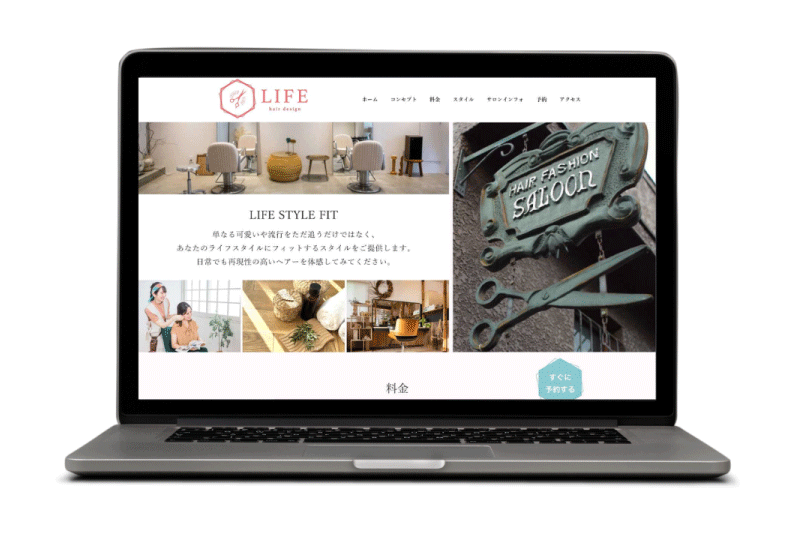 LIFE
hair design
ホーム コンセプト 料金 スタイル サロンインフォ 予約 アクセス
HAIR FASHION
SALOON
LIFE STYLE FIT
単なる可愛いや流行をただ追うだけではなく、
あなたのライフスタイルにフィットするスタイルをご提供します。
日常でも再現性の高いヘアーを体感してみてください。
料金
すぐに
予約する